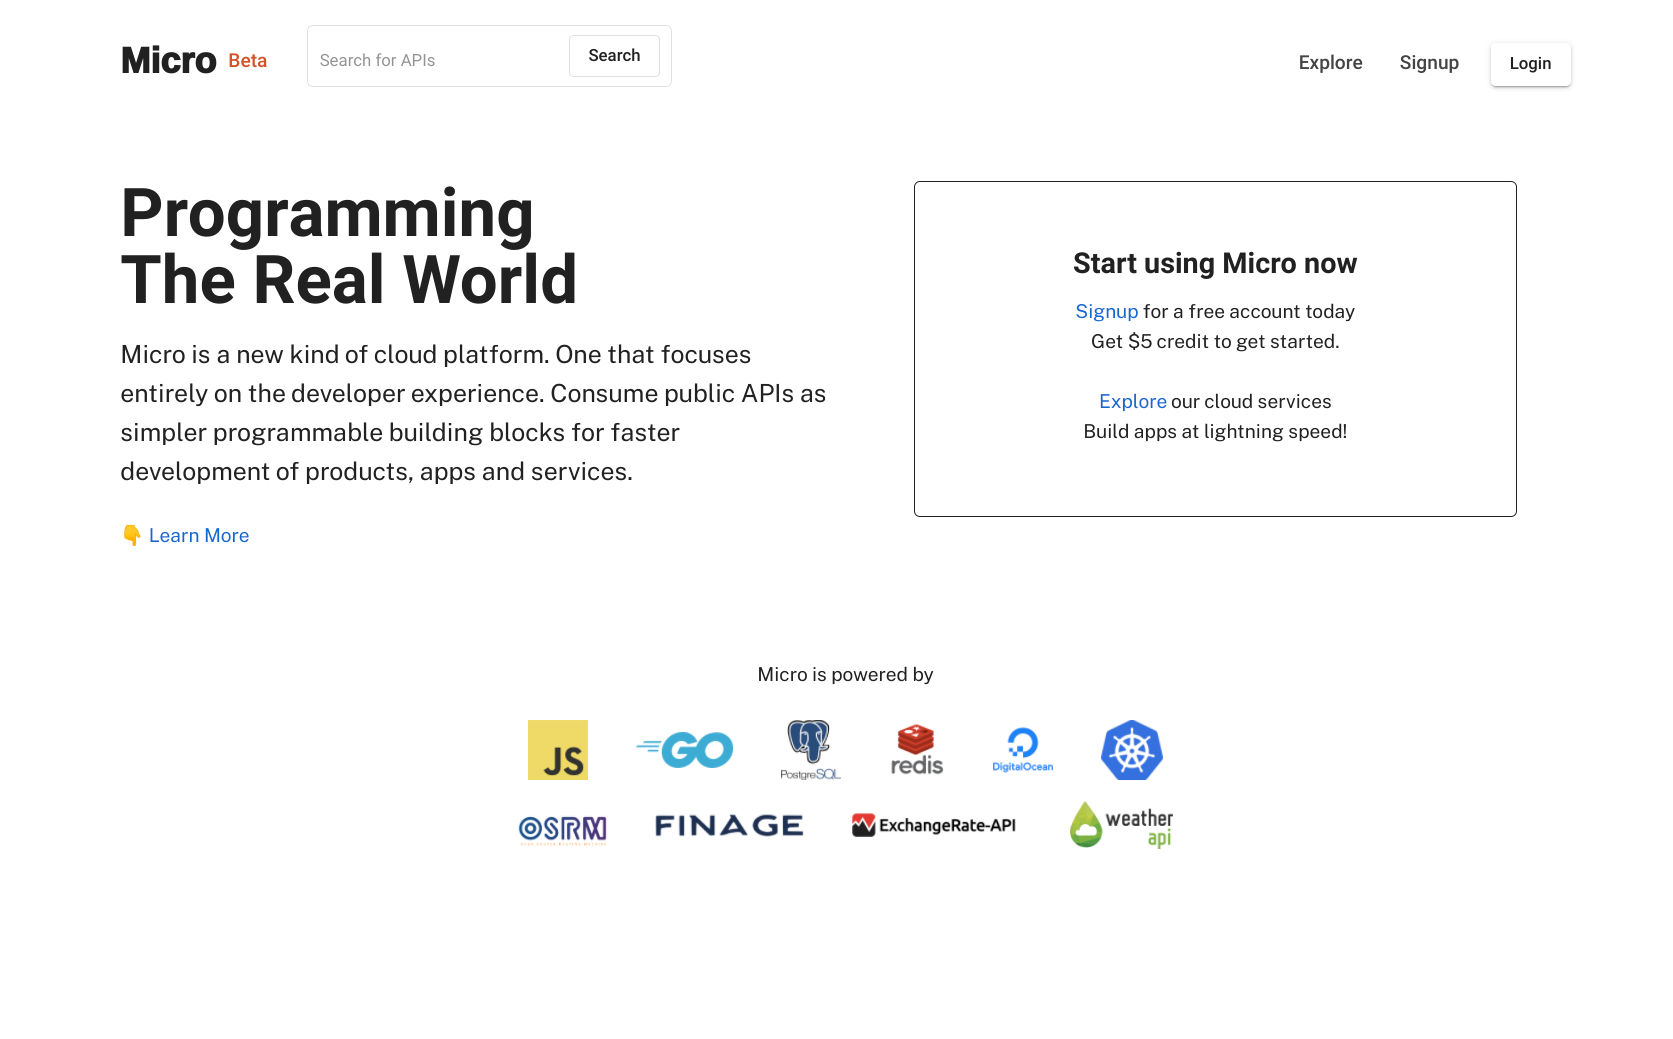 Micro Beta
Search for APIs
Search
Explore
Signup
Login
Programming
The Real World
Micro is a new kind of cloud platform. One that focuses
entirely on the developer experience. Consume public APIs as
simpler programmable building blocks for faster
development of products, apps and services.
👇 Learn More
Start using Micro now
Signup for a free account today
Get $5 credit to get started.
Explore our cloud services
Build apps at lightning speed!
Micro is powered by
JS
GO
PostgreSQL
redis
DigitalOcean
OSRM
FINAGE
ExchangeRate-API
weather
api